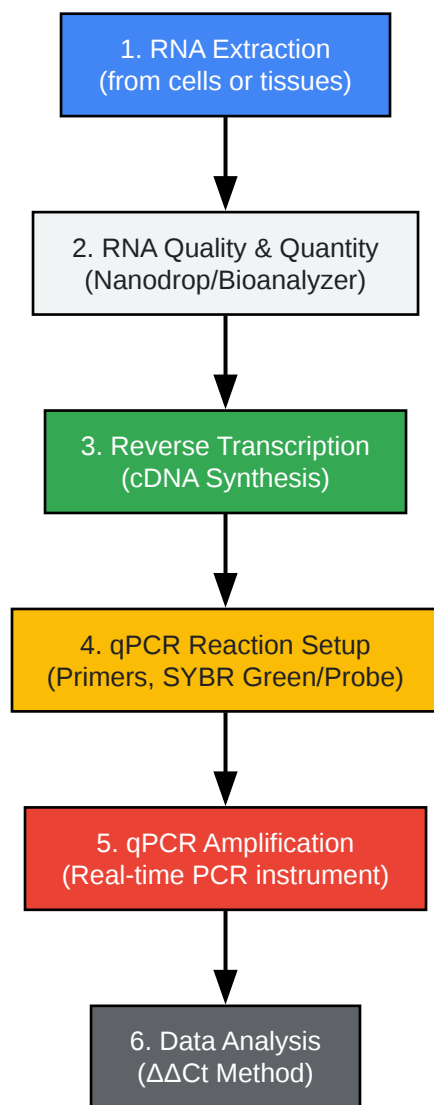 1. RNA Extraction
(from cells or tissues)
2. RNA Quality & Quantity
(Nanodrop/Bioanalyzer)
3. Reverse Transcription
(cDNA Synthesis)
4. qPCR Reaction Setup
(Primers, SYBR Green/Probe)
5. qPCR Amplification
(Real-time PCR instrument)
6. Data Analysis
(ΔΔCt Method)